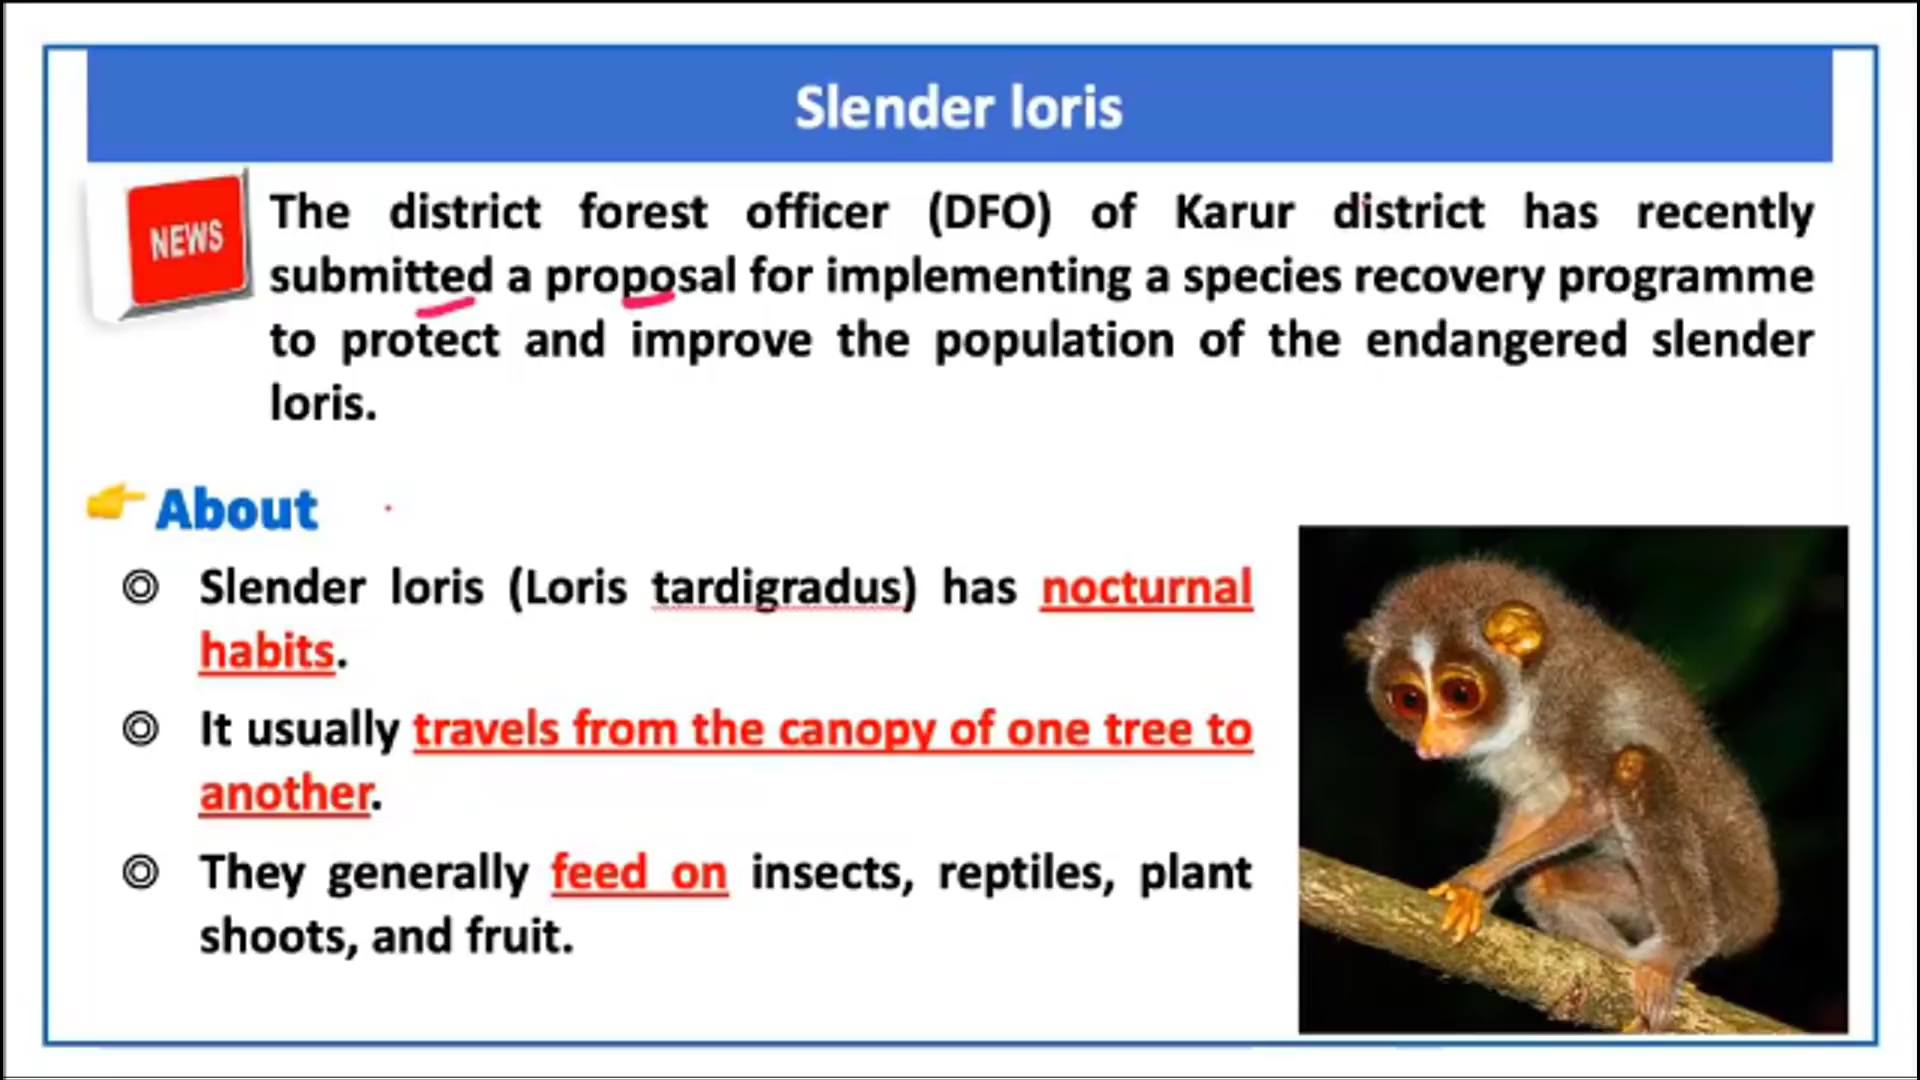 Slender loris
NEWS
The district forest officer (DFO) of Karur district has recently
submitted a proposal for implementing a species recovery programme
to protect and improve the population of the endangered slender
loris.
About
Slender loris (Loris tardigradus) has nocturnal
habits.
It usually travels from the canopy of one tree to
another.
They generally feed on insects, reptiles, plant
shoots, and fruit.